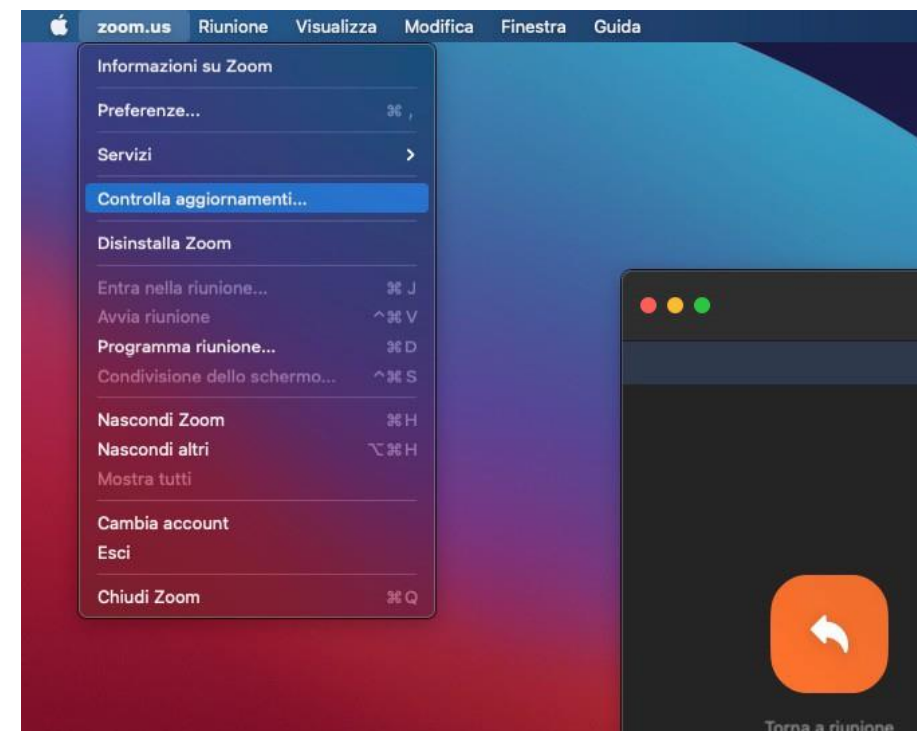 zoom.us Riunione Visualizza Modifica Finestra Guida
Informazioni su Zoom
Preferenze... ⌘ ,
Servizi
Controlla aggiornamenti...
Disinstalla Zoom
Entra nella riunione... ⌘ J
Avvia riunione ^⌘ V
Programma riunione... ⌘ D
Condivisione dello schermo... ^⌘ S
Nascondi Zoom ⌘ H
Nascondi altri ⌥⌘ H
Mostra tutti
Cambia account
Esci
Chiudi Zoom ⌘ Q
Torna a riunione